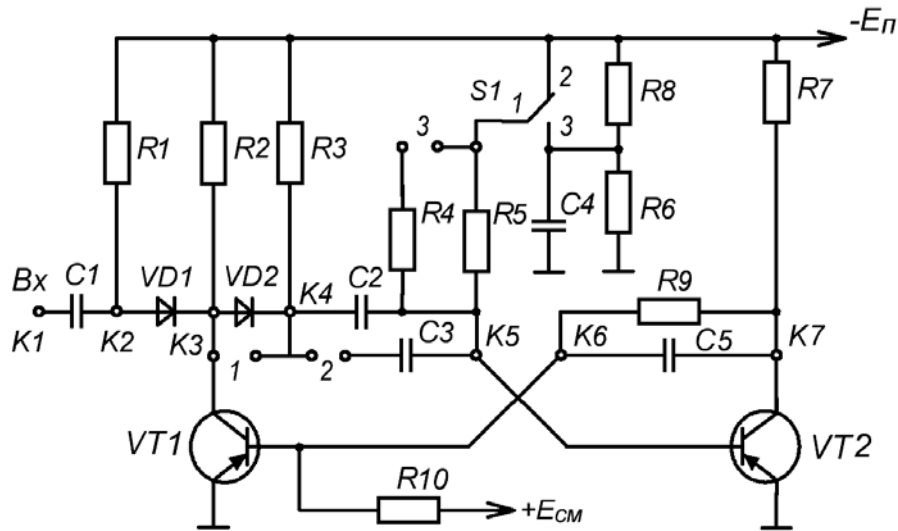 -Eп
S1
2
1
R8
R7
R1
R2
R3
3
3
R4
R5
C4
R6
Вх
C1
VD1
VD2
K4
C2
R9
K1
K2
K3
1
2
C3
K5
K6
C5
K7
VT1
VT2
R10
+Eсм